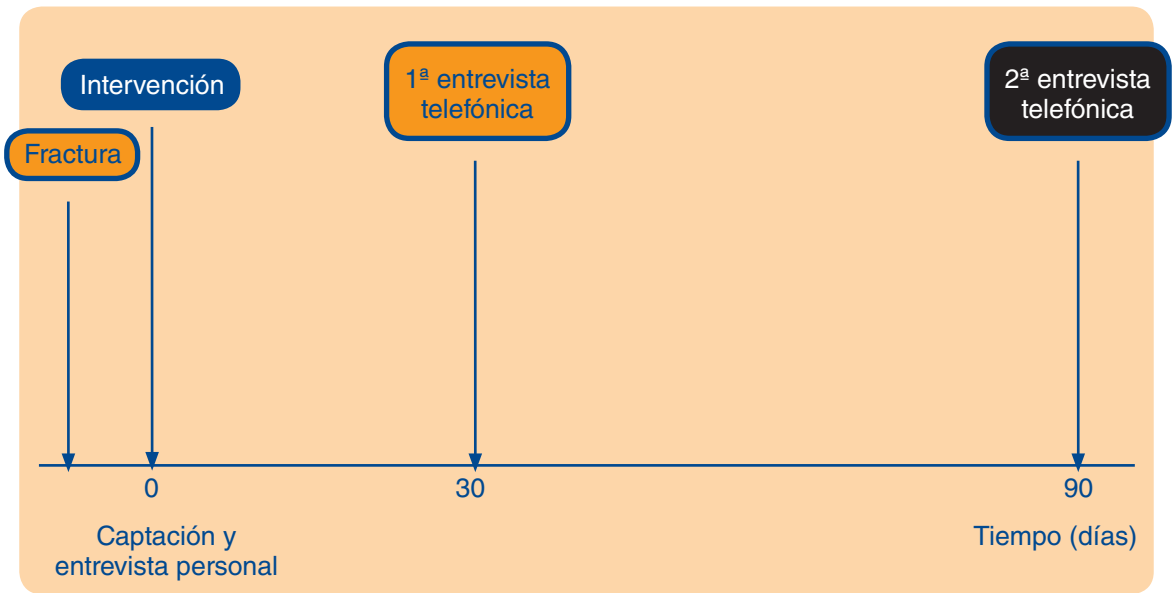 Intervención
Fractura
1ª entrevista
telefónica
2ª entrevista
telefónica
0
30
90
Captación y
entrevista personal
Tiempo (días)